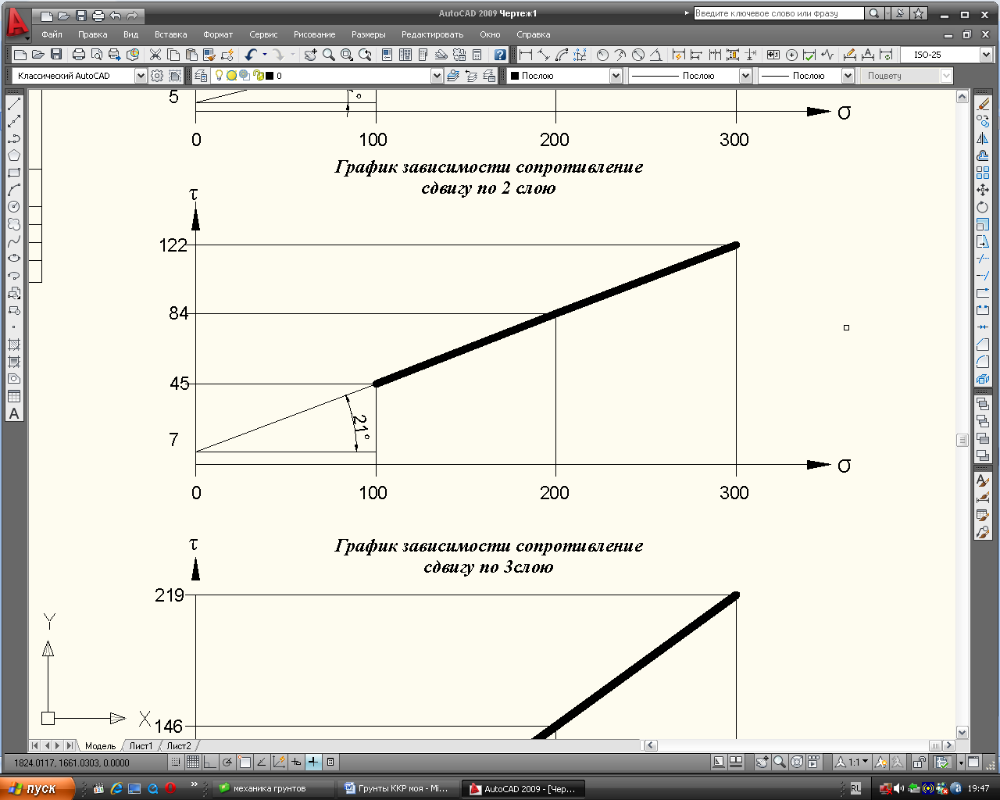 AutoCAD 2009 Чертеж1
Введите ключевое слово или фразу
Файл Правка Вид Вставка Формат Сервис Рисование Размеры Редактировать Окно Справка
ISO-25
Классический AutoCAD
0
Послою
Послою
Послою
Поцвету
5
°
σ
0 100 200 300
График зависимости сопротивление
сдвигу по 2 слою
τ
122
84
45
21°
7
σ
0 100 200 300
τ
График зависимости сопротивление
сдвигу по 3слою
219
Y
X
146
Модель Лист1 Лист2
1824.0117, 1661.0303, 0.0000
1:1
пуск
механика грунтов
Грунты ККР моя - Mi...
AutoCAD 2009 - [Чер...
RL
19:47